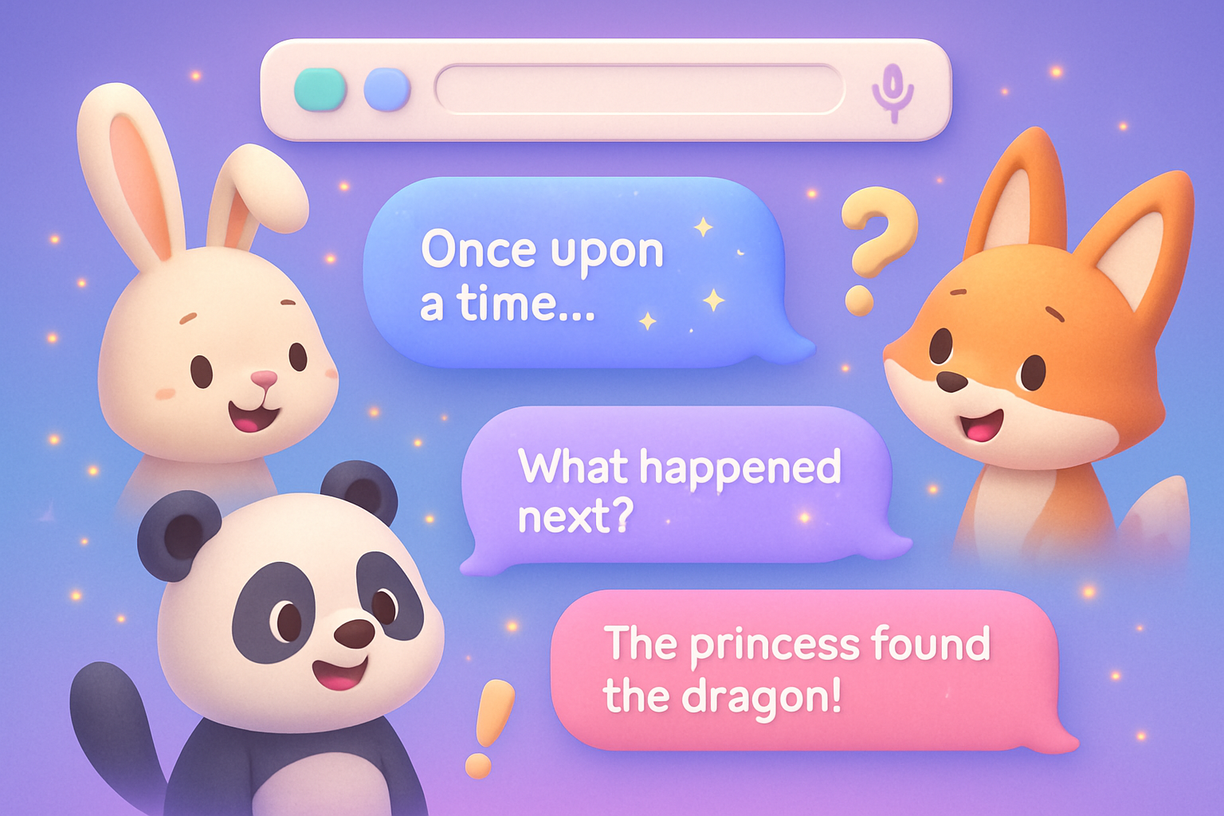 Once upon
a time...
?
What happened
next?
The princess found
the dragon!
!